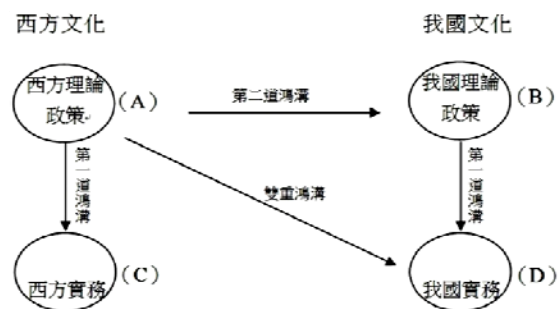 西方文化
我國文化
西方理論
政策
(A)
第二道鴻溝
我國理論
政策
(B)
第一道鴻溝
雙重鴻溝
第一道鴻溝
西方實務
(C)
我國實務
(D)